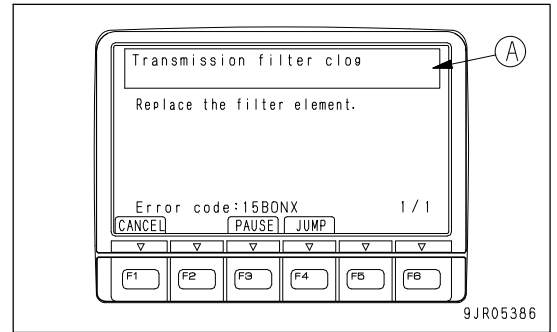 Transmission filter clog
A
Replace the filter element.
Error code:15BONX 1/1
CANCEL PAUSE JUMP
F1 F2 F3 F4 F5 F6
9JR05386